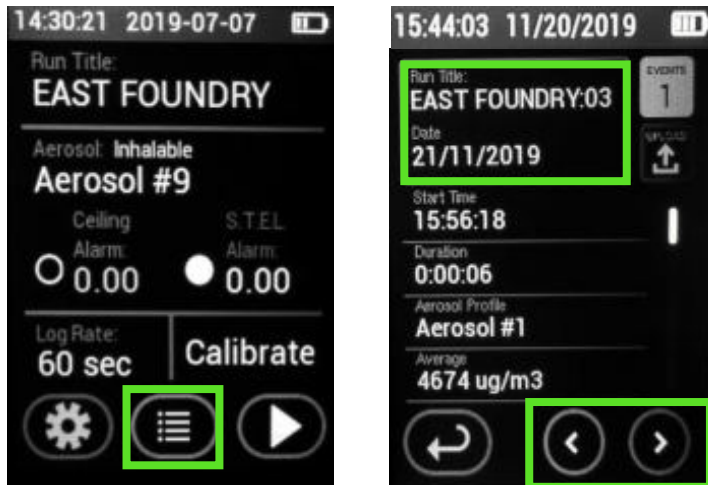 14:30:21 2019-07-07
Run Title:
EAST FOUNDRY
Aerosol: Inhalable
Aerosol #9
Ceiling S.T.E.L
Alarm: Alarm:
0.00 0.00
Log Rate:
60 sec
Calibrate
15:44:03 11/20/2019
Run Title:
EAST FOUNDRY:03
EVENTS
1
Date
21/11/2019
UPLOAD
Start Time
15:56:18
Duration
0:00:06
Aerosol Profile
Aerosol #1
Average
4674 ug/m3